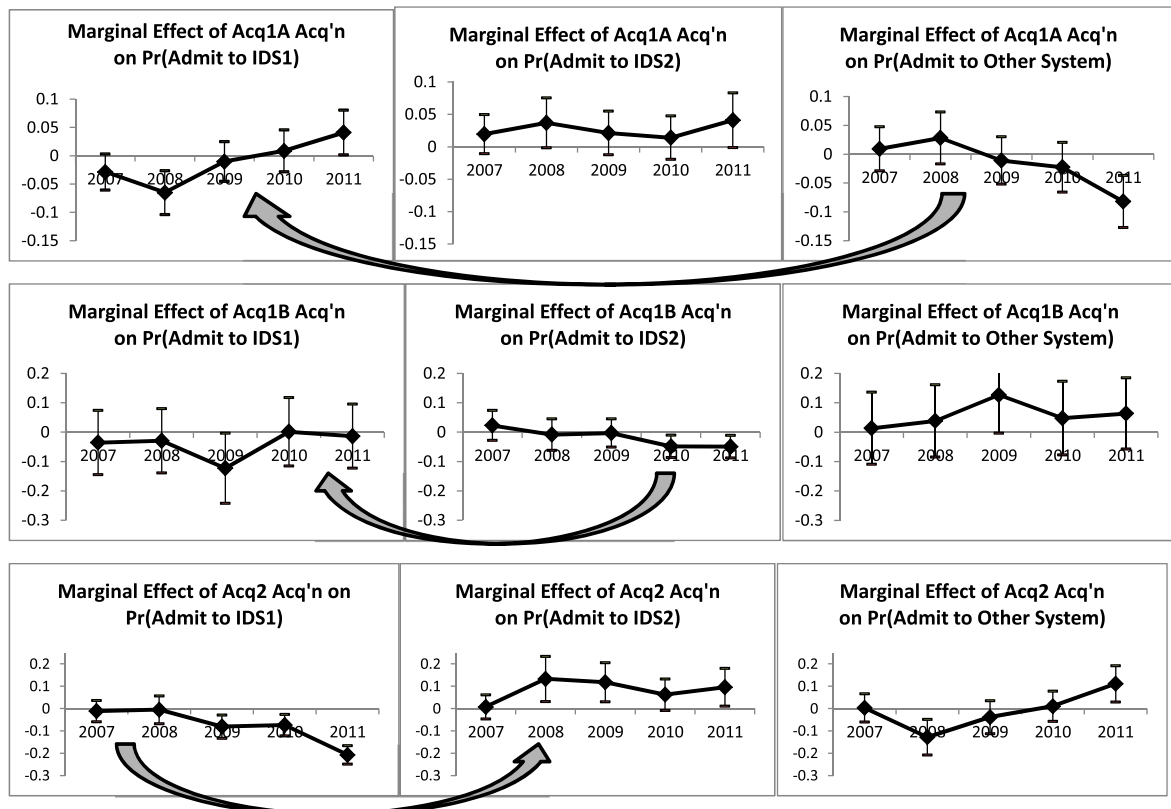 Marginal Effect of Acq1A Acq'n
on Pr(Admit to IDS1)
0.1
0.05
0
-0.05
-0.1
-0.15
2007 2008 2009 2010 2011
Marginal Effect of Acq1A Acq'n
on Pr(Admit to IDS2)
0.1
0.05
0
-0.05
-0.1
-0.15
2007 2008 2009 2010 2011
Marginal Effect of Acq1A Acq'n
on Pr(Admit to Other System)
0.1
0.05
0
-0.05
-0.1
-0.15
2007 2008 2009 2010 2011
Marginal Effect of Acq1B Acq'n
on Pr(Admit to IDS1)
0.2
0.1
0
-0.1
-0.2
-0.3
2007 2008 2009 2010 2011
Marginal Effect of Acq1B Acq'n
on Pr(Admit to IDS2)
0.2
0.1
0
-0.1
-0.2
-0.3
2007 2008 2009 2010 2011
Marginal Effect of Acq1B Acq'n
on Pr(Admit to Other System)
0.2
0.1
0
-0.1
-0.2
-0.3
2007 2008 2009 2010 2011
Marginal Effect of Acq2 Acq'n on
Pr(Admit to IDS1)
0.2
0.1
0
-0.1
-0.2
-0.3
2007 2008 2009 2010 2011
Marginal Effect of Acq2 Acq'n
on Pr(Admit to IDS2)
0.2
0.1
0
-0.1
-0.2
-0.3
2007 2008 2009 2010 2011
Marginal Effect of Acq2 Acq'n
on Pr(Admit to Other System)
0.2
0.1
0
-0.1
-0.2
-0.3
2007 2008 2009 2010 2011